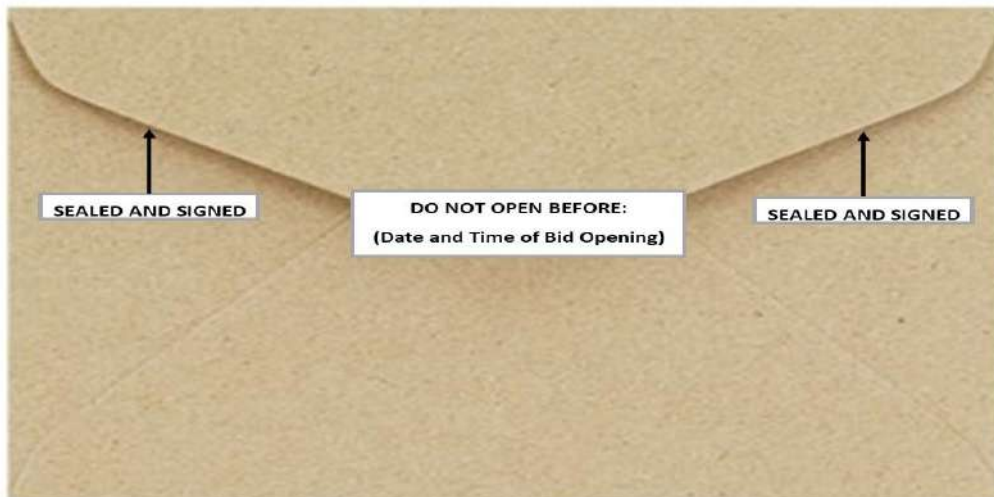 SEALED AND SIGNED
DO NOT OPEN BEFORE:
(Date and Time of Bid Opening)
SEALED AND SIGNED